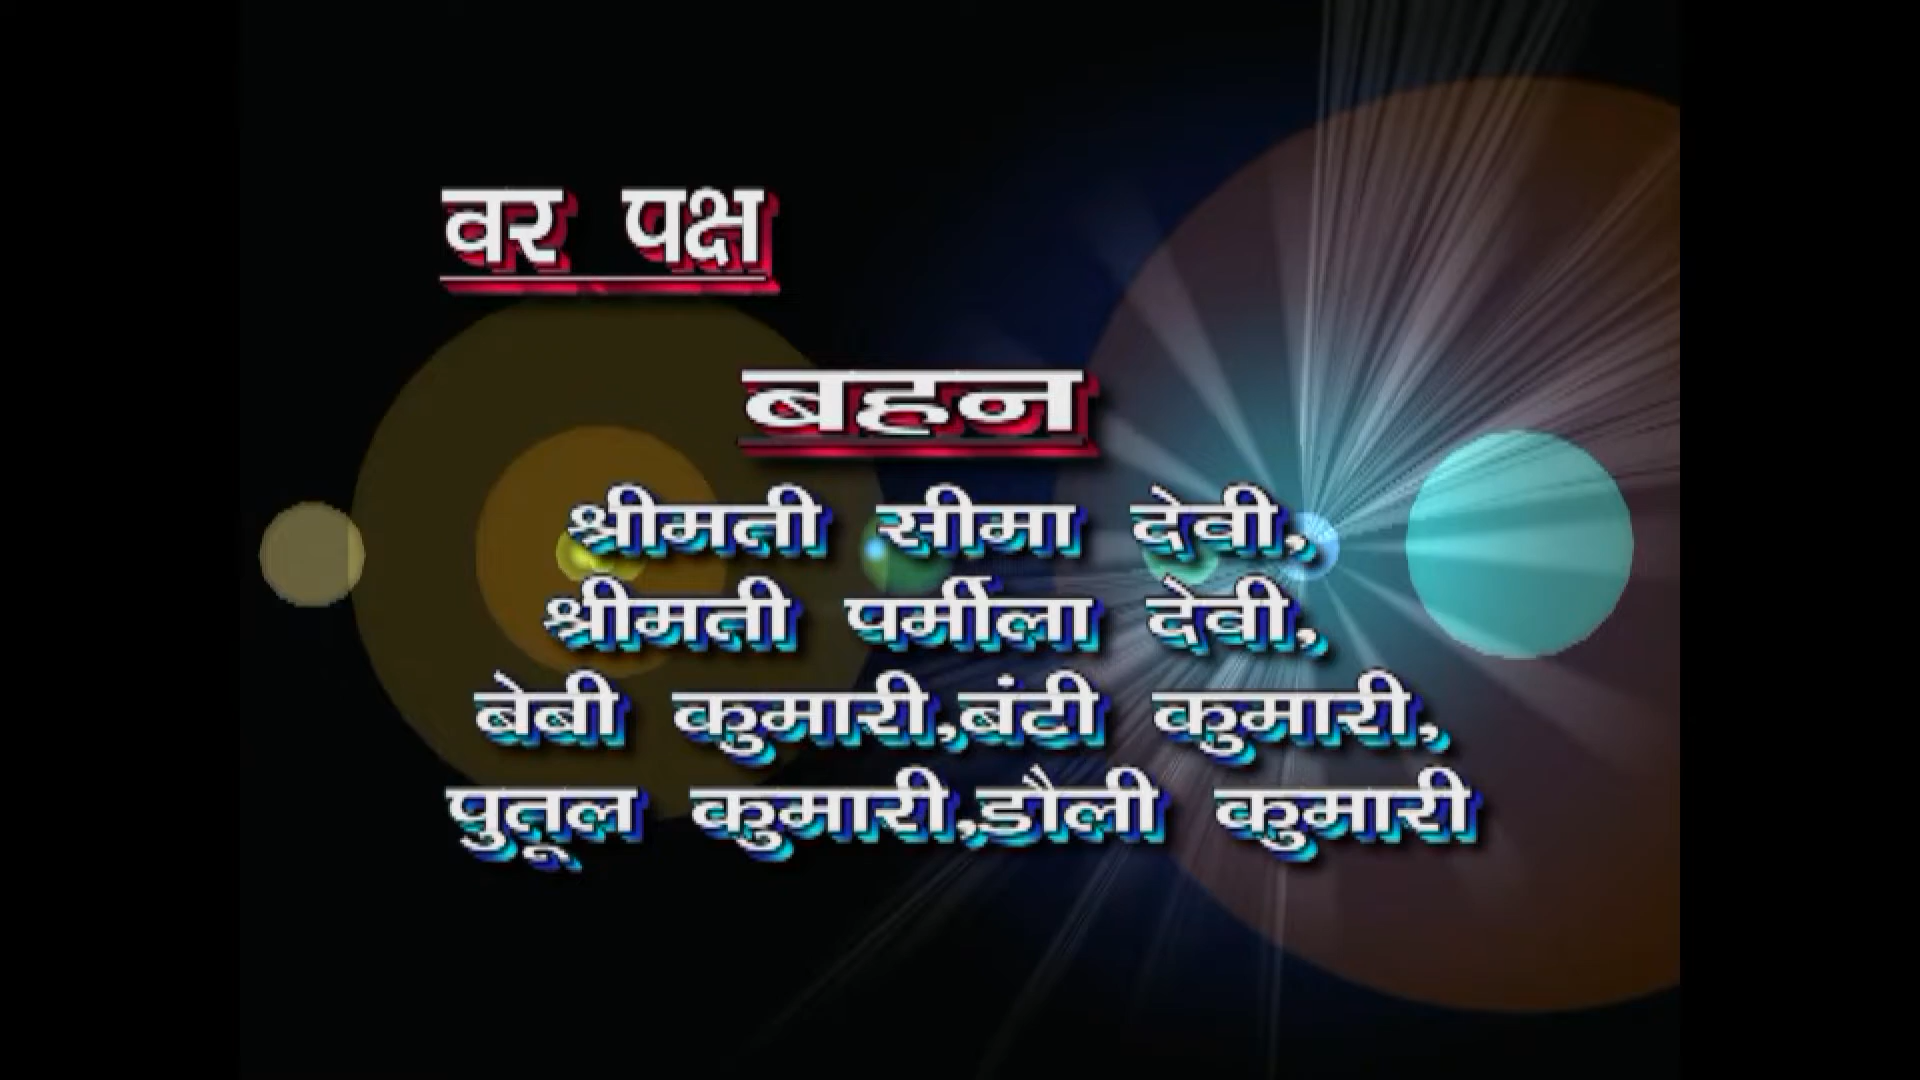 वर पक्ष
बहन
श्रीमती सीमा देवी,
श्रीमती पर्मीला देवी,
बेबी कुमारी,बंटी कुमारी,
पुतूल कुमारी,डौली कुमारी